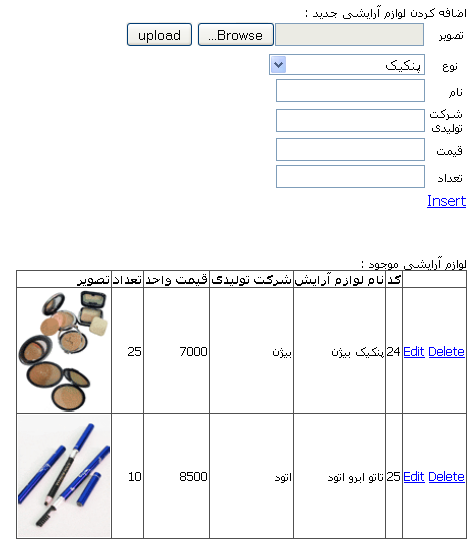 اضافه کردن لوازم آرایشی جدید :
تصویر Browse... upload
نوع پنکیک
نام
شرکت
تولیدی
قیمت
تعداد
Insert
لوازم آرایشی موجود :
کد نام لوازم آرایش شرکت تولیدی قیمت واحد تعداد تصویر
Edit Delete 24 پنکیک بیژن بیژن 7000 25
Edit Delete 25 تاتو ابرو اتود اتود 8500 10